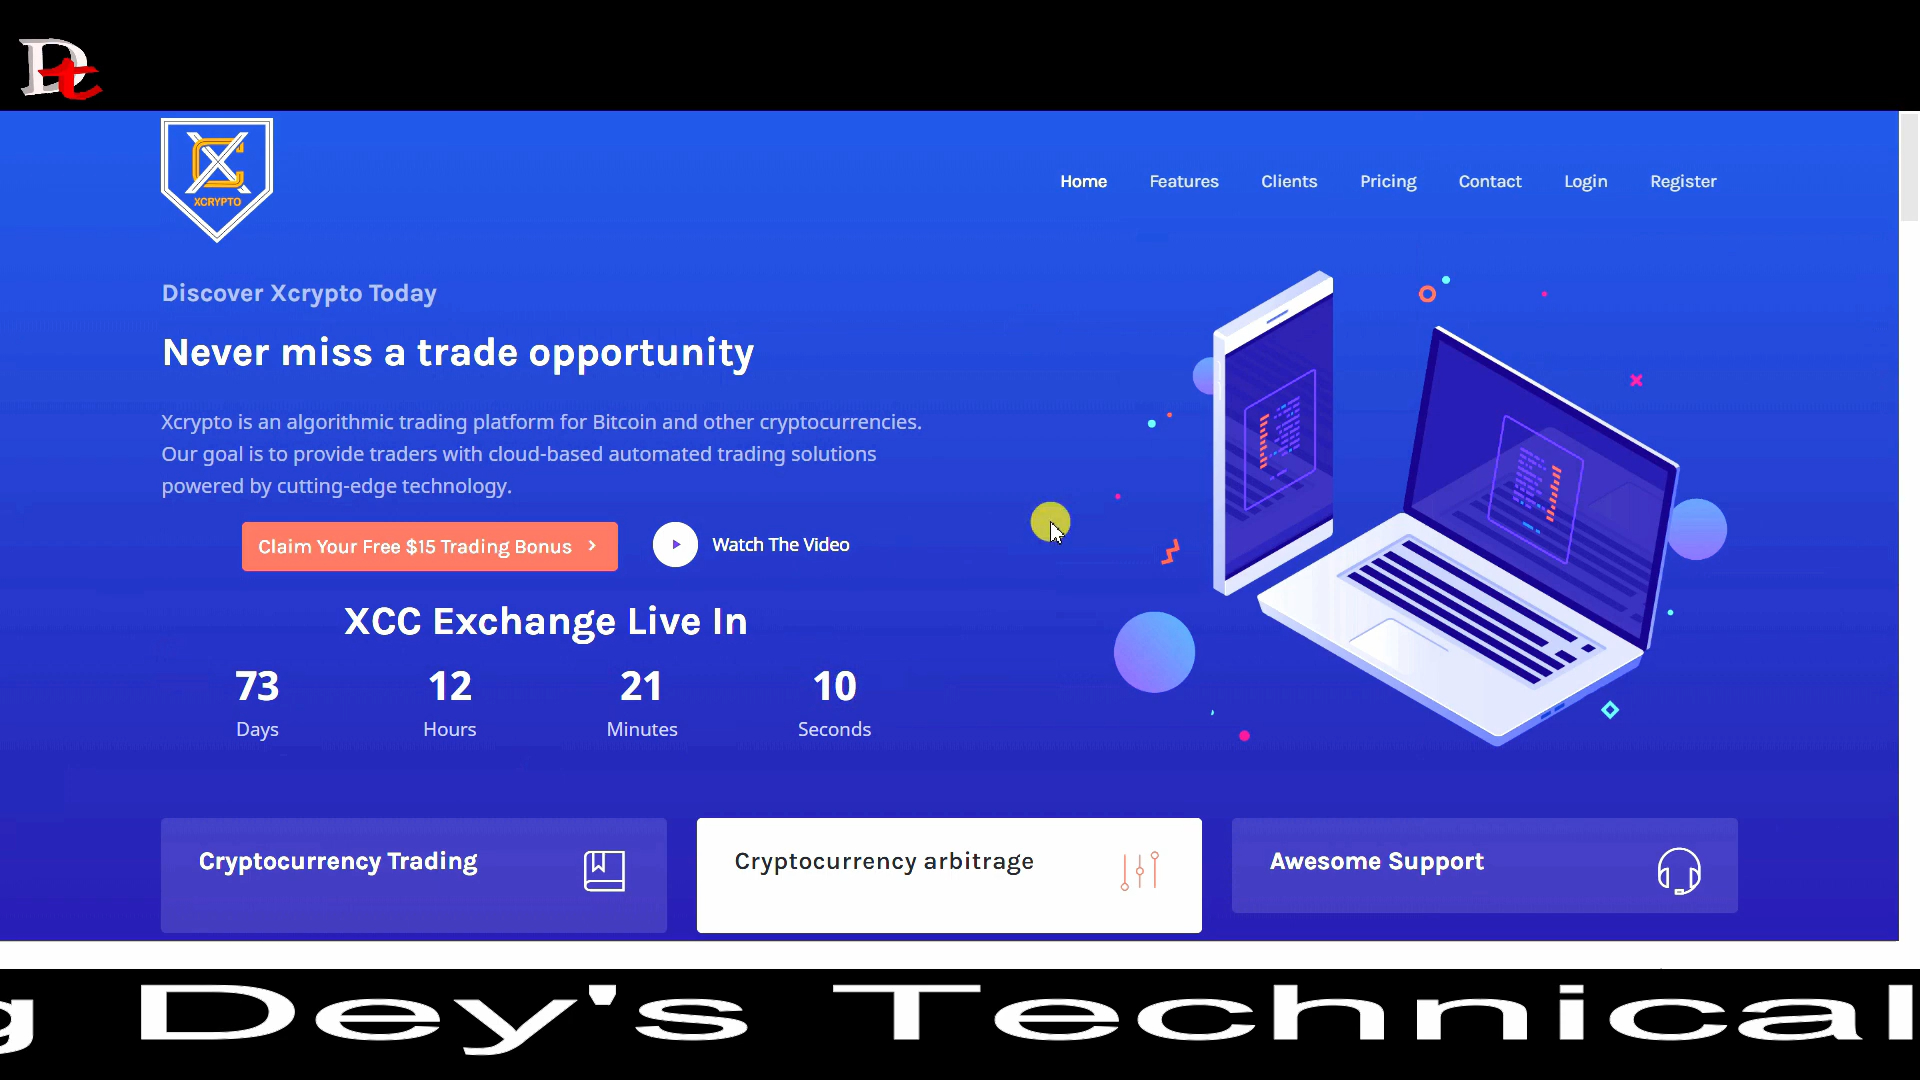 Dt
XC
XCRYPTO
Home Features Clients Pricing Contact Login Register
Discover Xcrypto Today
Never miss a trade opportunity
Xcrypto is an algorithmic trading platform for Bitcoin and other cryptocurrencies.
Our goal is to provide traders with cloud-based automated trading solutions
powered by cutting-edge technology.
Claim Your Free $15 Trading Bonus
Watch The Video
XCC Exchange Live In
73 12 21 10
Days Hours Minutes Seconds
Cryptocurrency Trading
Cryptocurrency arbitrage
Awesome Support
g Dey's Technical